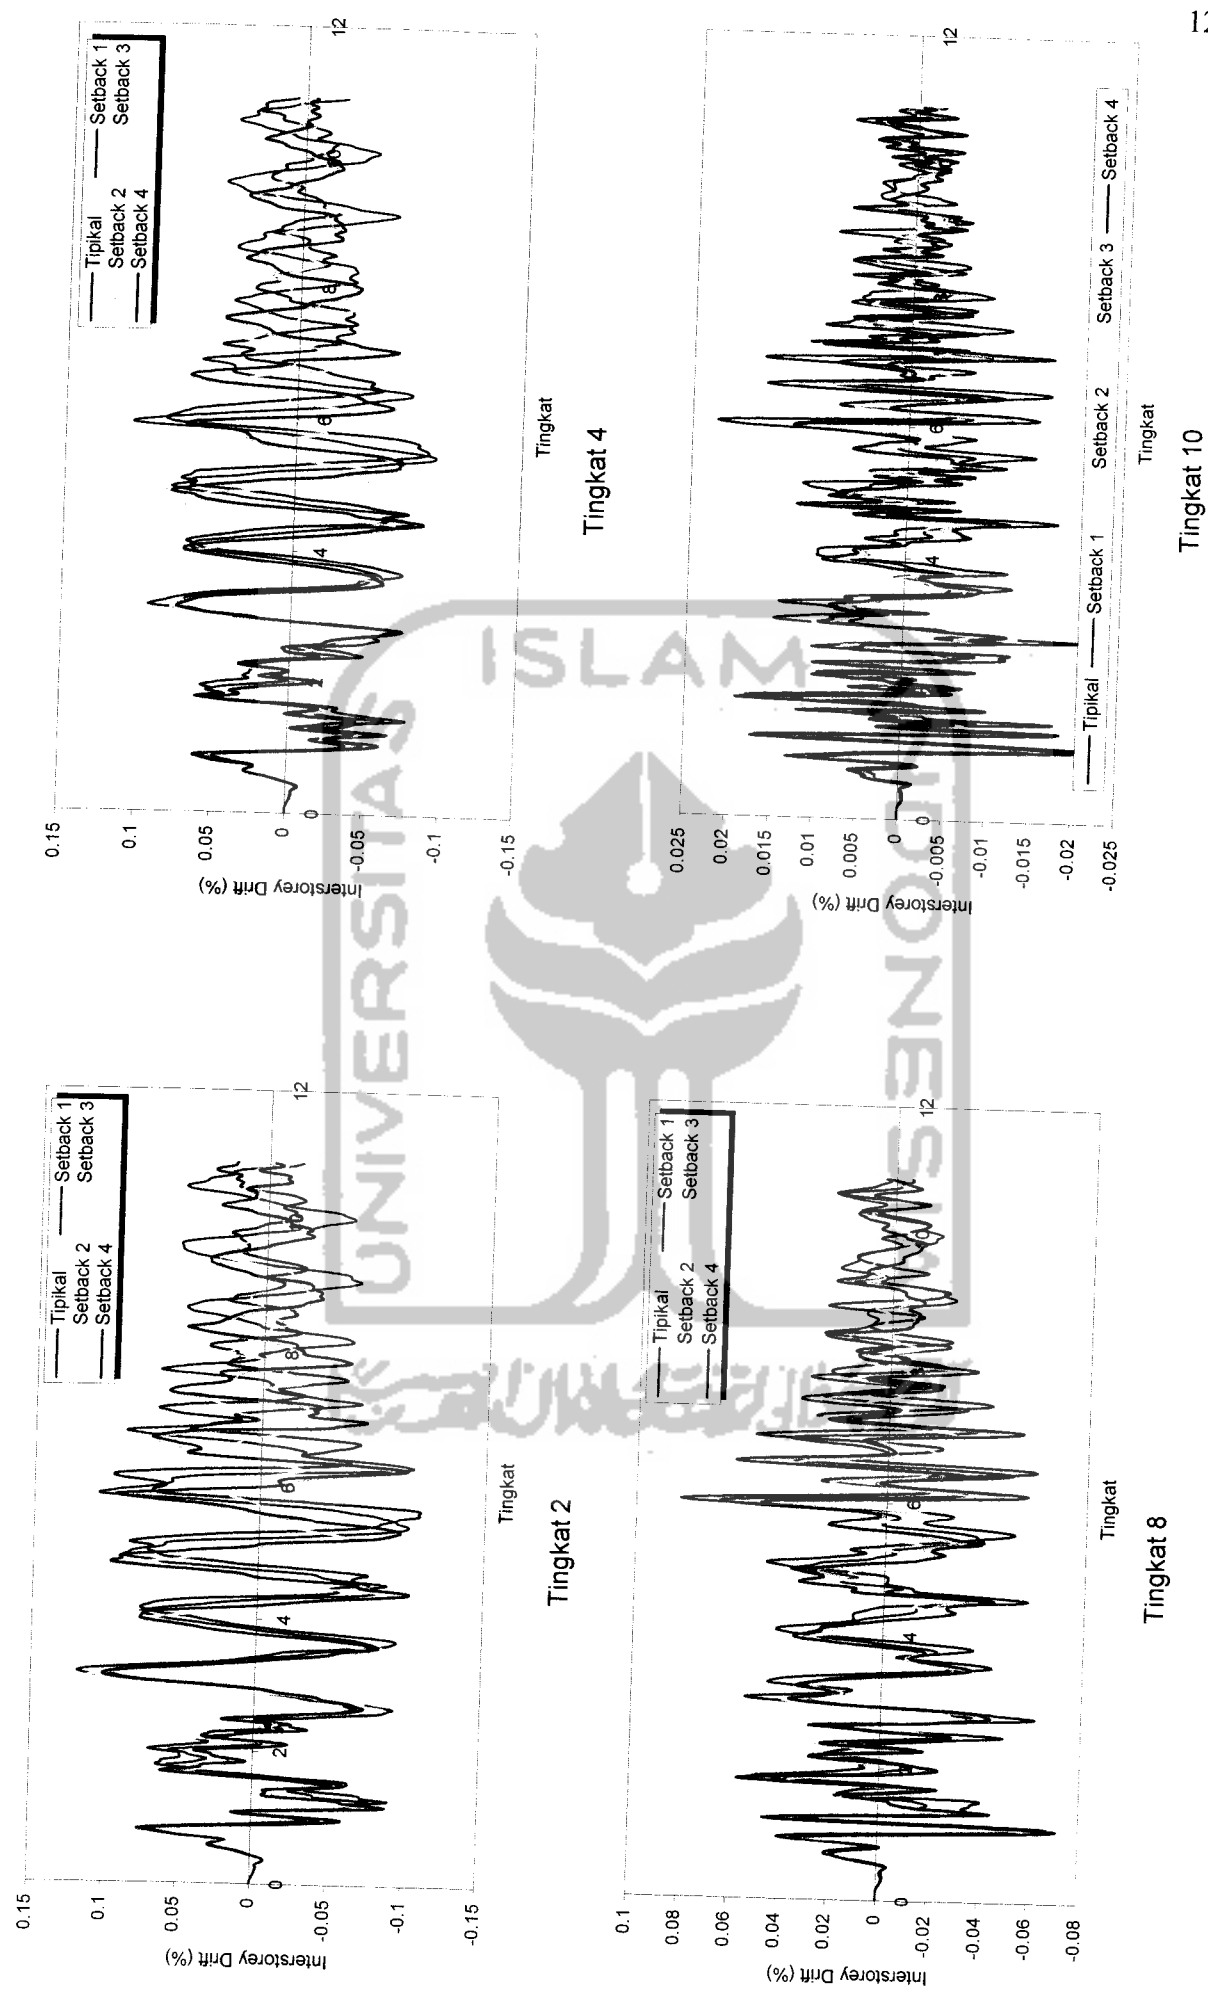 12
Tipikal
Setback 1
Setback 2
Setback 3
Setback 4
0.15
0.1
0.05
0
-0.05
-0.1
-0.15
Interstorey Drift (%)
0
2
4
6
8
12
Tingkat
Tingkat 2
Tipikal
Setback 1
Setback 2
Setback 3
Setback 4
0.15
0.1
0.05
0
-0.05
-0.1
-0.15
Interstorey Drift (%)
0
4
6
8
12
Tingkat
Tingkat 4
Tipikal
Setback 1
Setback 2
Setback 3
Setback 4
0.1
0.08
0.06
0.04
0.02
0
-0.02
-0.04
-0.06
-0.08
Interstorey Drift (%)
0
4
6
12
Tingkat
Tingkat 8
0.025
0.02
0.015
0.01
0.005
0
-0.005
-0.01
-0.015
-0.02
-0.025
Interstorey Drift (%)
0
4
6
12
Tipikal Setback 1 Setback 2 Setback 3 Setback 4
Tingkat
Tingkat 10
UNIVERSITAS
ISLAM
INDONESIA